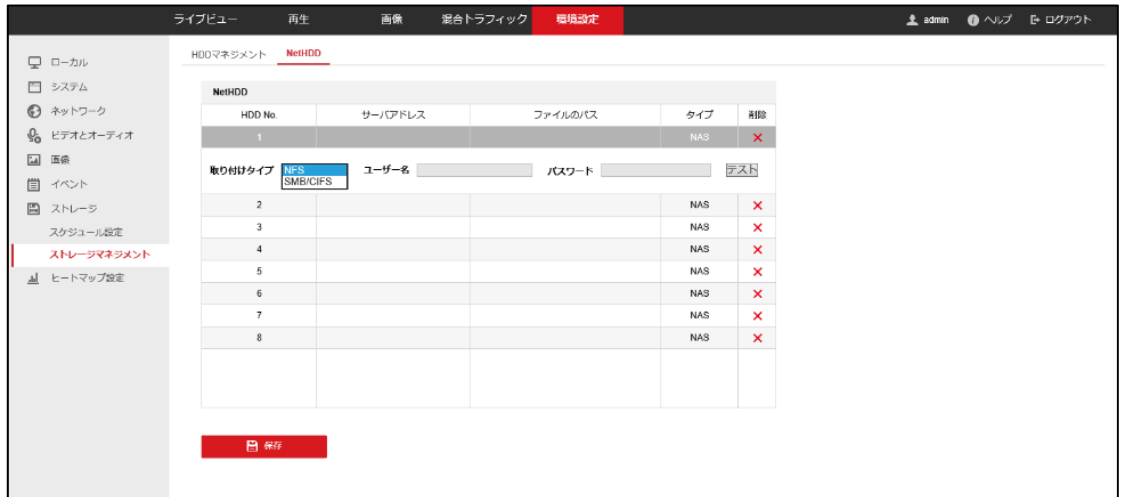 ライブビュー 再生 画像 混合トラフィック 環境設定 admin ヘルプ ログアウト
ローカル
システム
ネットワーク
ビデオとオーディオ
画像
イベント
ストレージ
スケジュール設定
ストレージマネジメント
ヒートマップ設定
HDDマネジメント NetHDD
NetHDD
HDD No. サーバアドレス ファイルのパス タイプ 削除
1 NAS
取り付けタイプ NFS ユーザー名 パスワード テスト
SMB/CIFS
2 NAS
3 NAS
4 NAS
5 NAS
6 NAS
7 NAS
8 NAS
保存